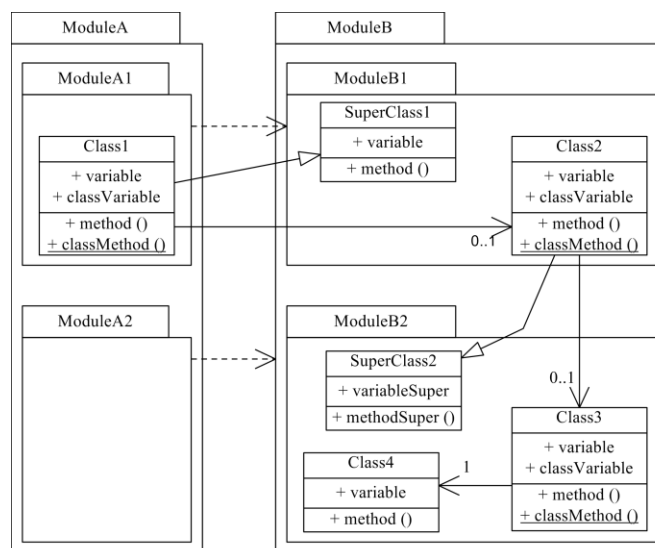 ModuleA
ModuleB
ModuleA1
ModuleB1
SuperClass1
+ variable
+ method ()
Class1
+ variable
+ classVariable
+ method ()
+ classMethod ()
Class2
+ variable
+ classVariable
+ method ()
+ classMethod ()
0..1
ModuleA2
ModuleB2
SuperClass2
+ variableSuper
+ methodSuper ()
0..1
Class3
+ variable
+ classVariable
+ method ()
+ classMethod ()
Class4
+ variable
+ method ()
1